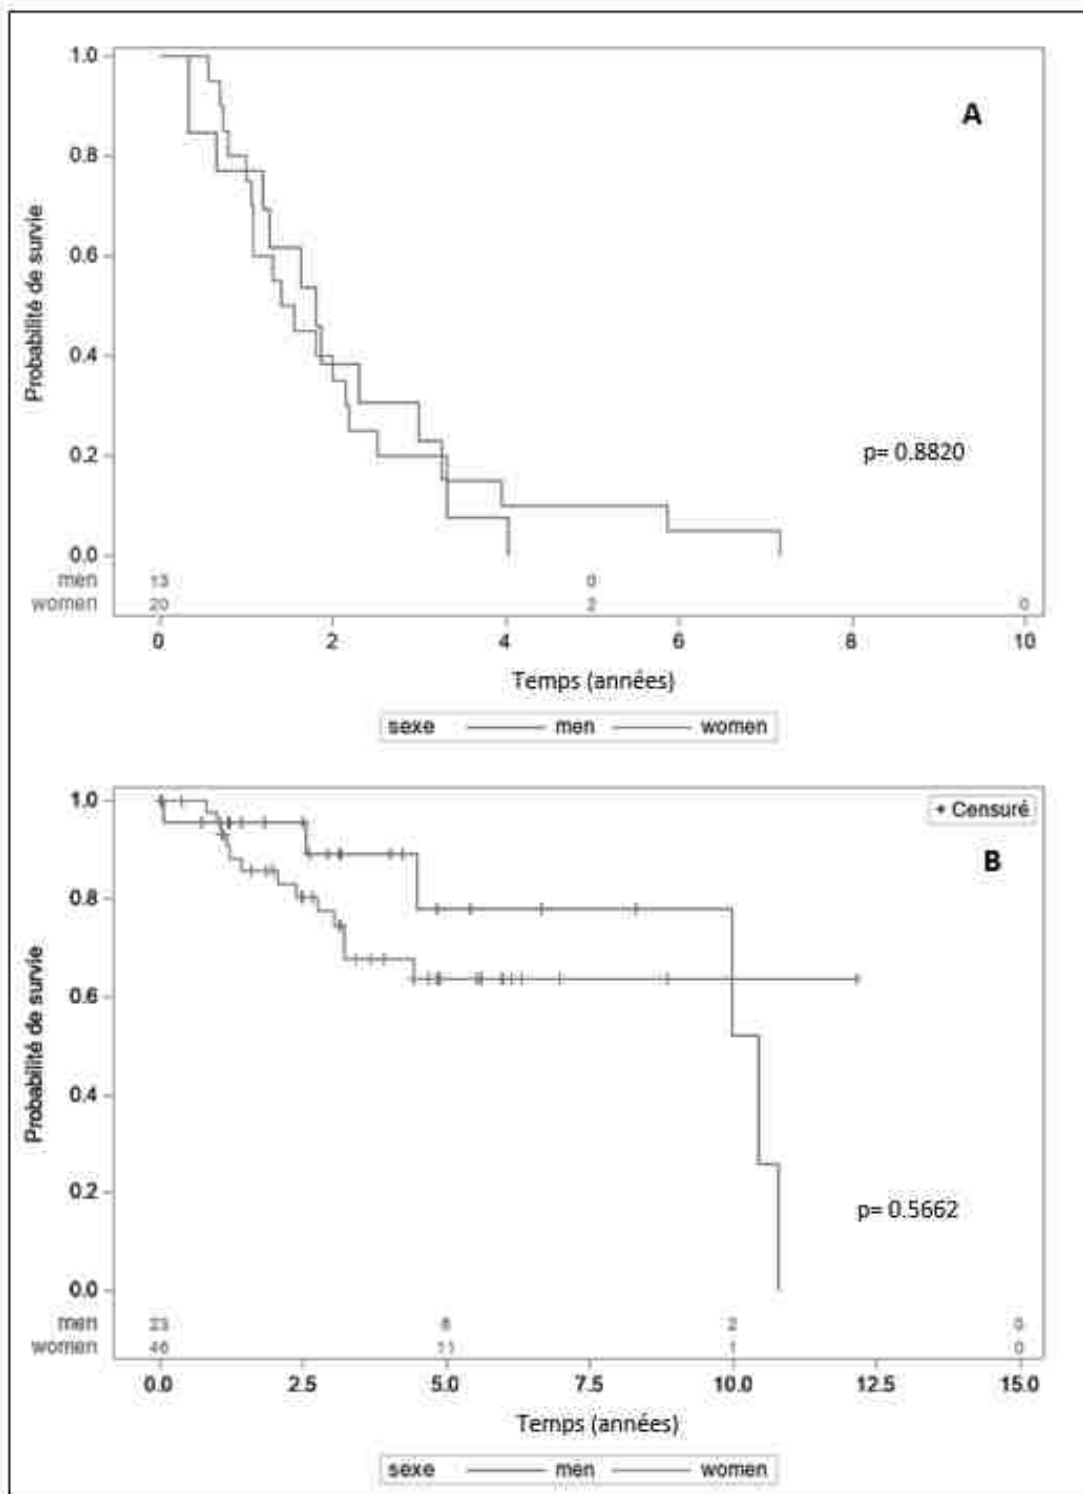 1.0
A
0.8
0.6
0.4
0.2
0.0
Probabilité de survie
p= 0.8820
men 13 0
women 20 2 0
0 2 4 6 8 10
Temps (années)
sexe men women
1.0
+ Censuré
B
0.8
0.6
0.4
0.2
0.0
Probabilité de survie
p= 0.5662
men 23 2 0
women 46 11 1 0
0.0 2.5 5.0 7.5 10.0 12.5 15.0
Temps (années)
sexe men women